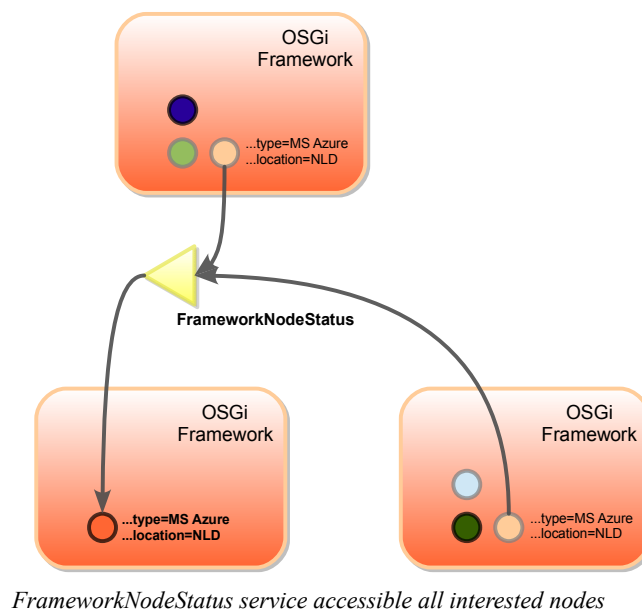 OSGi
Framework
...type=MS Azure
...location=NLD
FrameworkNodeStatus
OSGi
Framework
...type=MS Azure
...location=NLD
OSGi
Framework
...type=MS Azure
...location=NLD
FrameworkNodeStatus service accessible all interested nodes